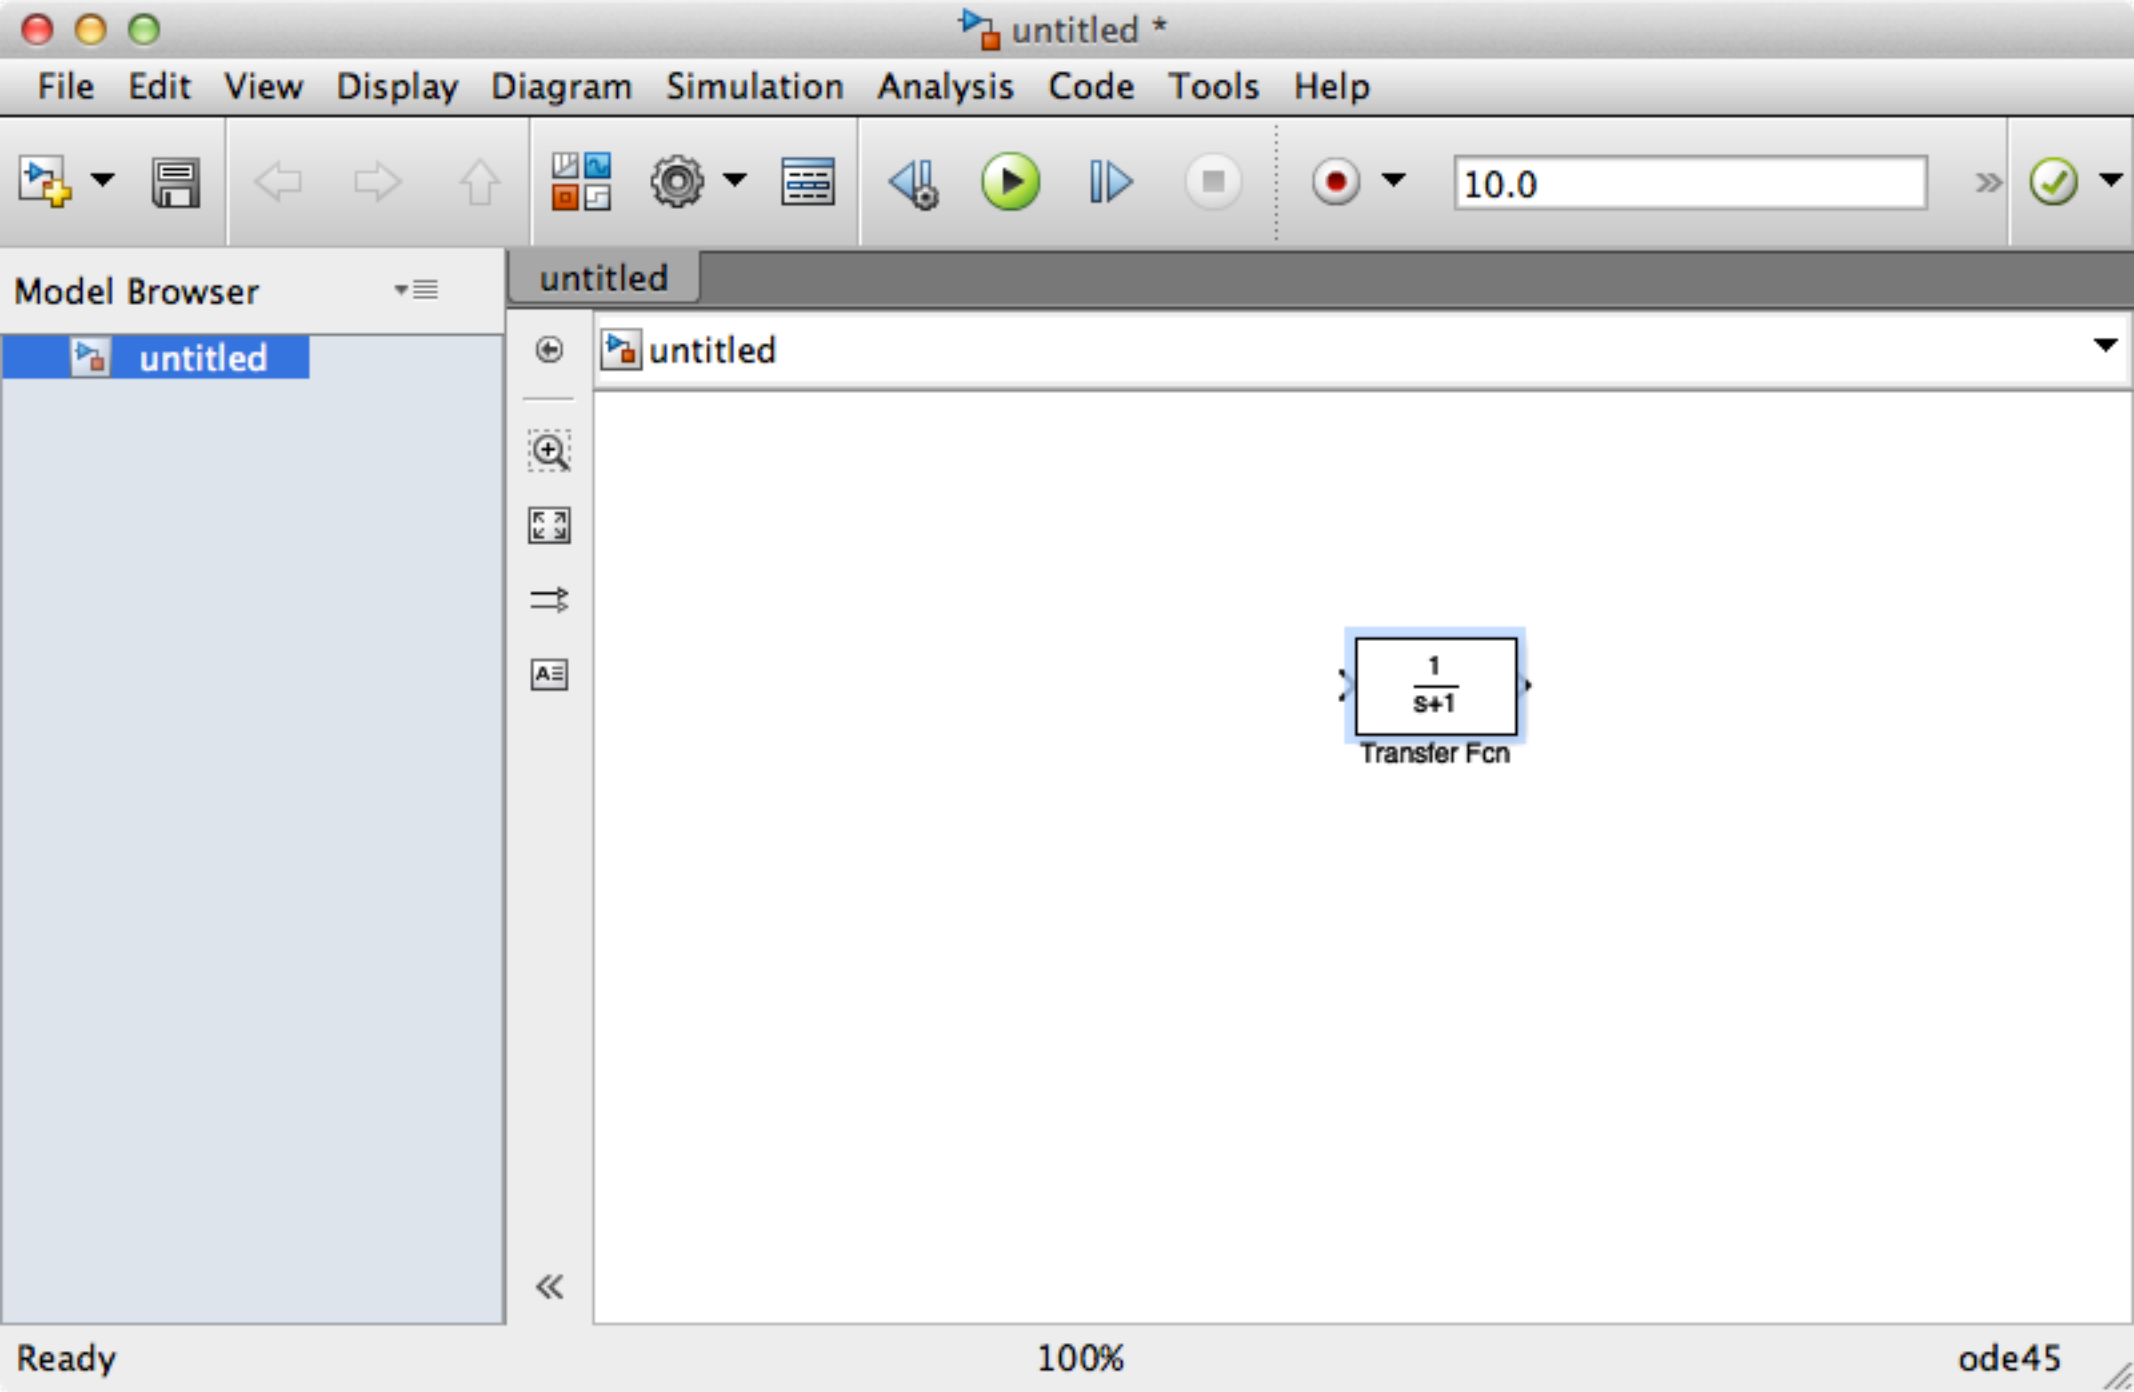 untitled *
File Edit View Display Diagram Simulation Analysis Code Tools Help
10.0
Model Browser
untitled
untitled
untitled
A
1
s+1
Transfer Fcn
Ready 100% ode45